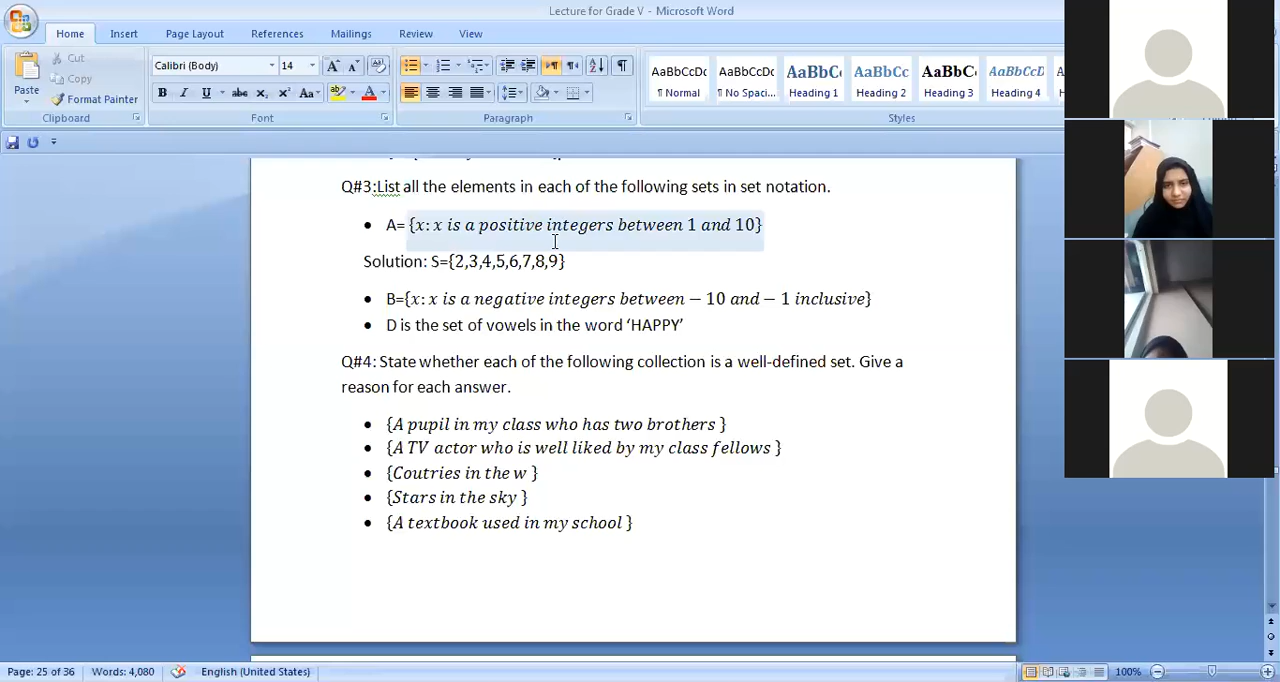 Lecture for Grade V - Microsoft Word
Home Insert Page Layout References Mailings Review View
Cut
Copy
Paste
Format Painter
Calibri (Body) 14
AaBbCcDc AaBbCcDc AaBbC AaBbCc AaBbCc AaBbCcD
¶ Normal ¶ No Spaci... Heading 1 Heading 2 Heading 3 Heading 4
Clipboard Font Paragraph Styles
Q#3:List all the elements in each of the following sets in set notation.
• A= {x: x is a positive integers between 1 and 10}
Solution: S={2,3,4,5,6,7,8,9}
• B={x: x is a negative integers between − 10 and − 1 inclusive}
• D is the set of vowels in the word ‘HAPPY’
Q#4: State whether each of the following collection is a well-defined set. Give a
reason for each answer.
• {A pupil in my class who has two brothers }
• {A TV actor who is well liked by my class fellows }
• {Coutries in the w }
• {Stars in the sky }
• {A textbook used in my school }
Page: 25 of 36 Words: 4,080 English (United States) 100%